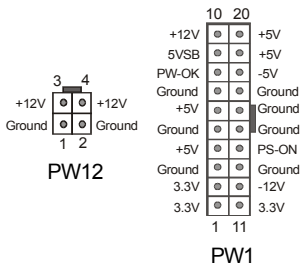 3 4
+12V +12V
Ground Ground
1 2
PW12
10 20
+12V +5V
5VSB +5V
PW-OK -5V
Ground Ground
+5V Ground
Ground Ground
+5V PS-ON
Ground Ground
3.3V -12V
3.3V 3.3V
1 11
PW1